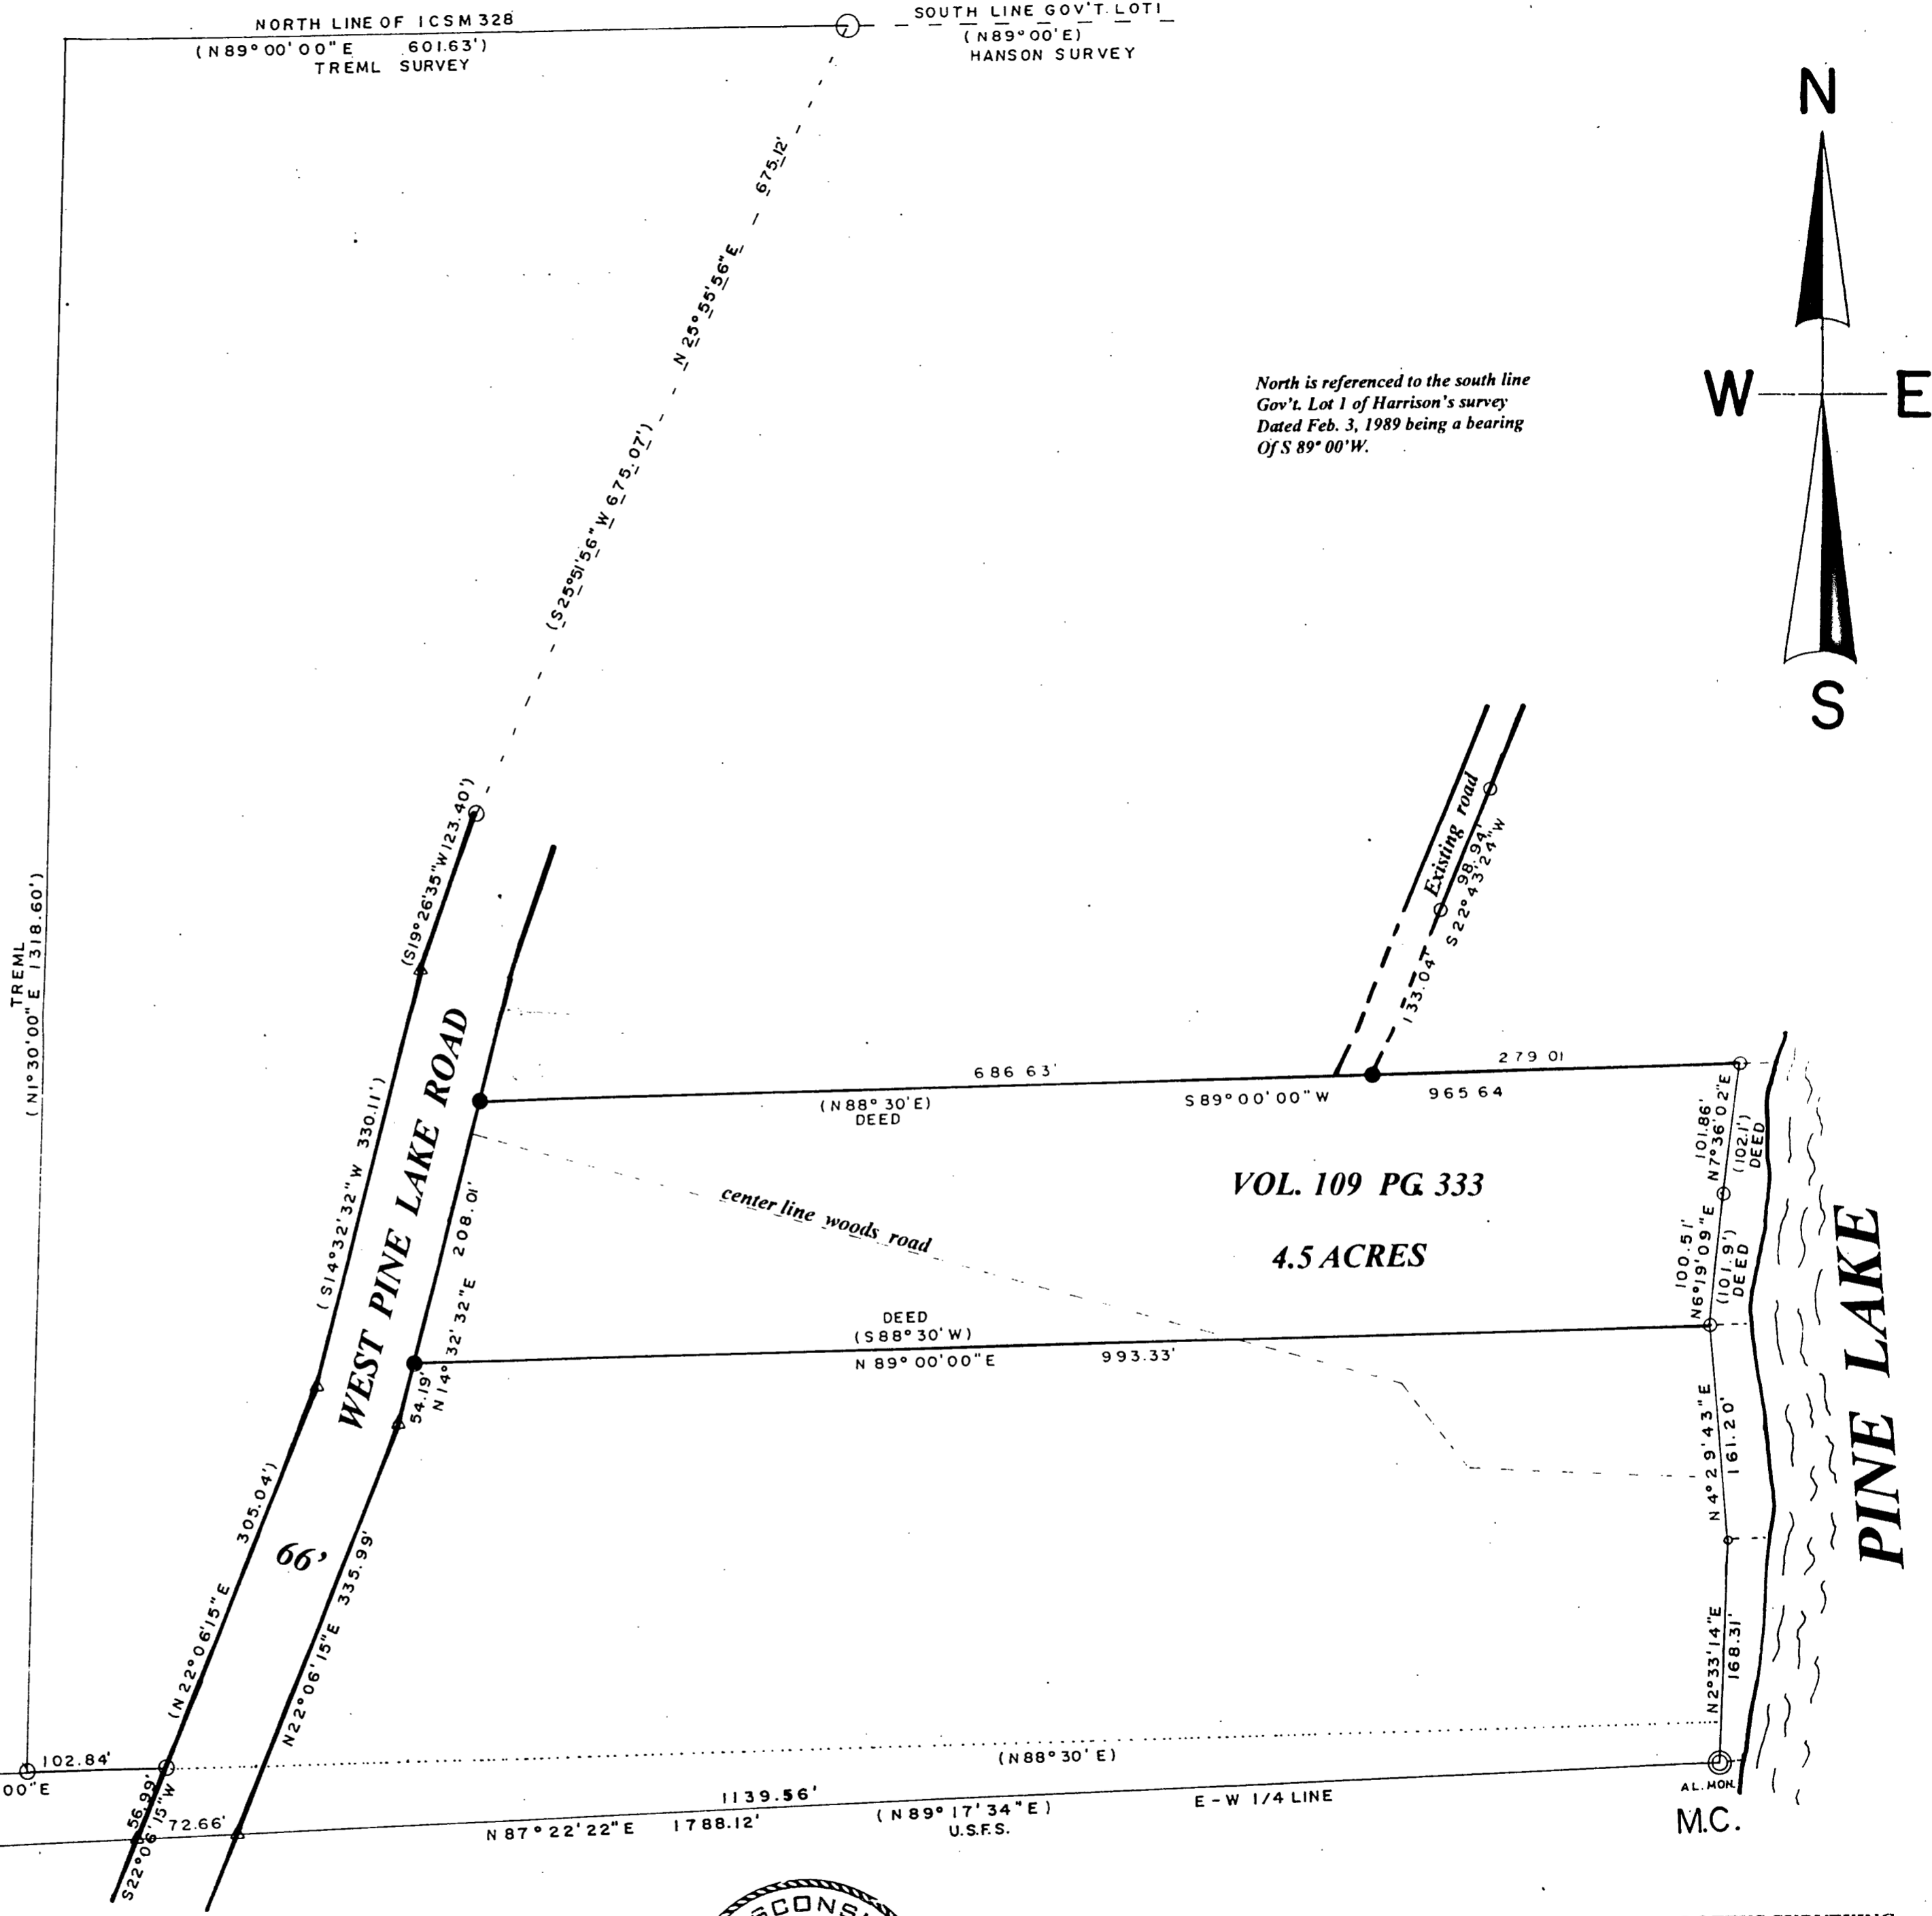 NORTH LINE OF ICSM 328
(N89°00'00"E 601.63')
TREML SURVEY
SOUTH LINE GOV'T. LOT 1
(N89°00'E)
HANSON SURVEY
N
W E
S
675.12'
N 25°55'56"E
(S25°51'56"W 675.07')
North is referenced to the south line
Gov't. Lot 1 of Harrison's survey
Dated Feb. 3, 1989 being a bearing
Of S 89° 00'W.
TREML
(N1°30'00"E 1318.60')
(S19°26'35"W 123.40')
(S14°32'32"W 330.11')
WEST PINE LAKE ROAD
Existing road
98.94'
S22°43'24"W
133.04'
686 63'
279 01
(N88°30'E)
DEED
S89°00'00"W
965 64
101.86'
N7°36'02"E
(102.1')
DEED
208.01'
N14°32'32"E
54.19'
center line woods road
VOL. 109 PG. 333
4.5 ACRES
100.51'
N6°19'09"E
(101.9')
DEED
PINE LAKE
DEED
(S88°30'W)
N 89°00'00"E 993.33'
N4°29'43"E
161.20'
(N22°06'15"E 305.04')
66'
N22°06'15"E 335.99'
N2°33'14"E
168.31'
102.84'
00"E
(N88°30'E)
56.99'
S22°06'15"W
72.66'
1139.56'
N 87°22'22"E 1788.12'
(N89°17'34"E)
U.S.F.S.
E-W 1/4 LINE
AL. MON.
M.C.